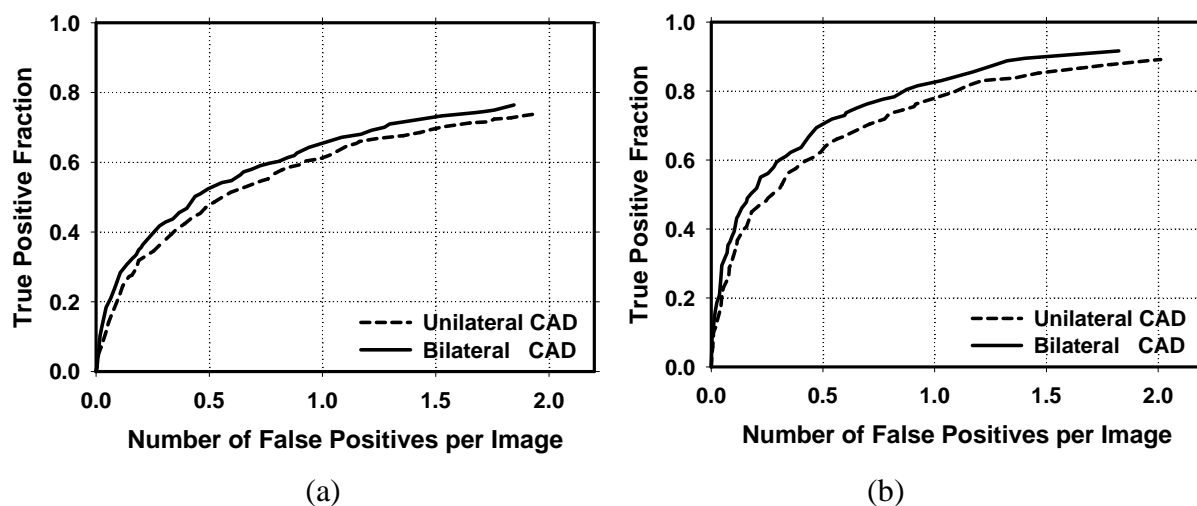 1.0
0.8
0.6
0.4
0.2
0.0
True Positive Fraction
Unilateral CAD
Bilateral CAD
0.0 0.5 1.0 1.5 2.0
Number of False Positives per Image
(a)
1.0
0.8
0.6
0.4
0.2
0.0
True Positive Fraction
Unilateral CAD
Bilateral CAD
0.0 0.5 1.0 1.5 2.0
Number of False Positives per Image
(b)